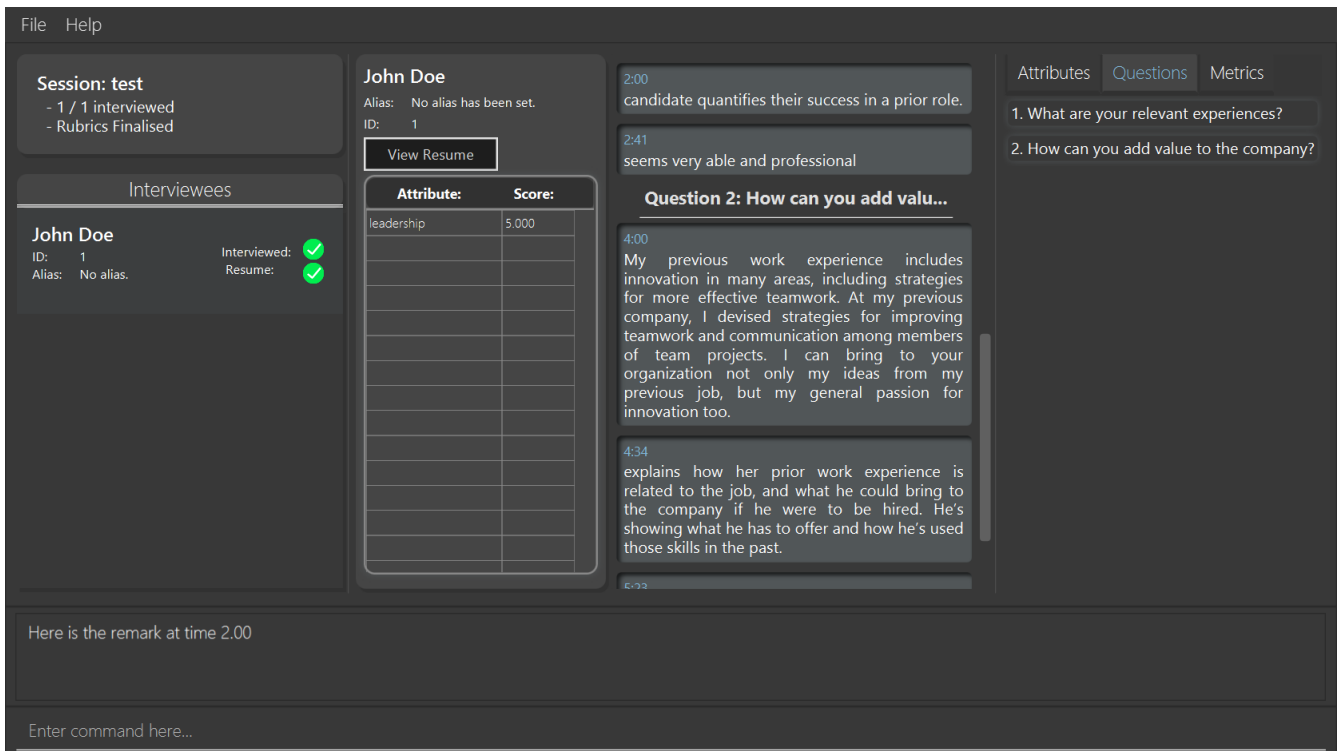 File Help
Session: test
- 1 / 1 interviewed
- Rubrics Finalised
Interviewees
John Doe
ID: 1
Alias: No alias.
Interviewed:
Resume:
John Doe
Alias: No alias has been set.
ID: 1
View Resume
Attribute: Score:
leadership 5.000
2:00
candidate quantifies their success in a prior role.
2:41
seems very able and professional
Question 2: How can you add valu...
4:00
My previous work experience includes
innovation in many areas, including strategies
for more effective teamwork. At my previous
company, I devised strategies for improving
teamwork and communication among members
of team projects. I can bring to your
organization not only my ideas from my
previous job, but my general passion for
innovation too.
4:34
explains how her prior work experience is
related to the job, and what he could bring to
the company if he were to be hired. He's
showing what he has to offer and how he's used
those skills in the past.
5:23
Attributes Questions Metrics
1. What are your relevant experiences?
2. How can you add value to the company?
Here is the remark at time 2.00
Enter command here...